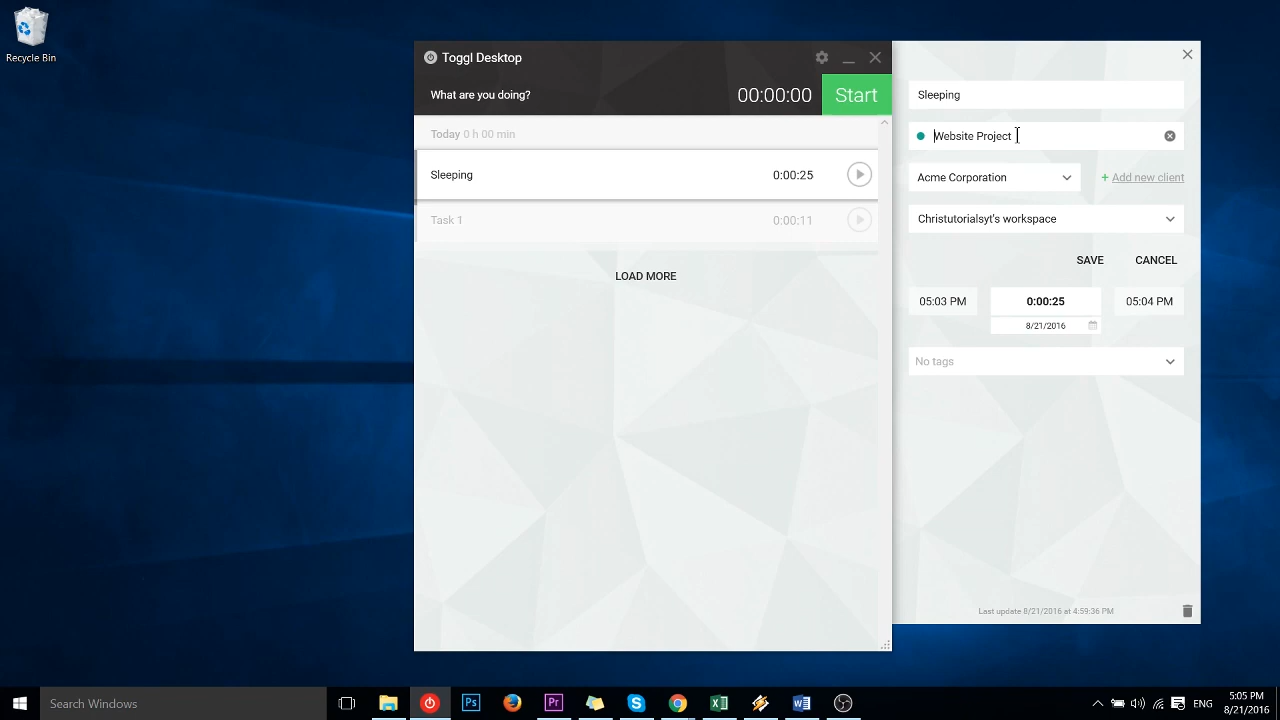 Recycle Bin
Toggl Desktop
What are you doing?
00:00:00
Start
Today 0 h 00 min
Sleeping
0:00:25
Task 1
0:00:11
LOAD MORE
Sleeping
Website Project
Acme Corporation
+ Add new client
Christutorialsyt's workspace
SAVE
CANCEL
05:03 PM
0:00:25
05:04 PM
8/21/2016
No tags
Last update 8/21/2016 at 4:59:36 PM
Search Windows
Ps
Pr
ENG
5:05 PM
8/21/2016